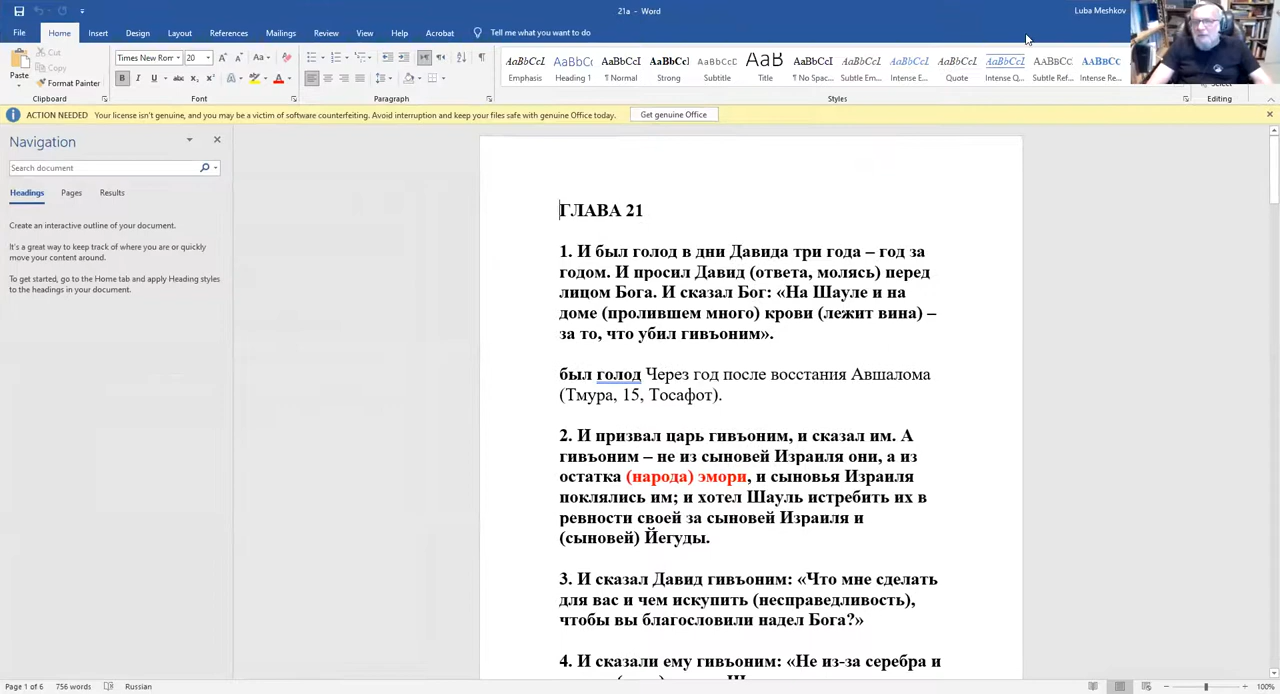 21a - Word
Luba Meshkov
File Home Insert Design Layout References Mailings Review View Help Acrobat Tell me what you want to do
Paste
Cut
Copy
Format Painter
Times New Rom 20
Emphasis Heading 1 ¶ Normal Strong Subtitle Title ¶ No Spac... Subtle Em... Intense E... Quote Intense Q... Subtle Ref... Intense Re...
Clipboard Font Paragraph Styles Editing
ACTION NEEDED Your license isn't genuine, and you may be a victim of software counterfeiting. Avoid interruption and keep your files safe with genuine Office today. Get genuine Office
Navigation
Search document
Headings Pages Results
Create an interactive outline of your document.
It's a great way to keep track of where you are or quickly
move your content around.
To get started, go to the Home tab and apply Heading styles
to the headings in your document.
ГЛАВА 21
1. И был голод в дни Давида три года – год за
годом. И просил Давид (ответа, молясь) перед
лицом Бога. И сказал Бог: «На Шауле и на
доме (пролившем много) крови (лежит вина) –
за то, что убил гивъоним».
был голод Через год после восстания Авшалома
(Тмура, 15, Тосафот).
2. И призвал царь гивъоним, и сказал им. А
гивъоним – не из сыновей Израиля они, а из
остатка (народа) эмори, и сыновья Израиля
поклялись им; и хотел Шауль истребить их в
ревности своей за сыновей Израиля и
(сыновей) Йегуды.
3. И сказал Давид гивъоним: «Что мне сделать
для вас и чем искупить (несправедливость),
чтобы вы благословили надел Бога?»
4. И сказали ему гивъоним: «Не из-за серебра и
Page 1 of 6 756 words Russian 100%